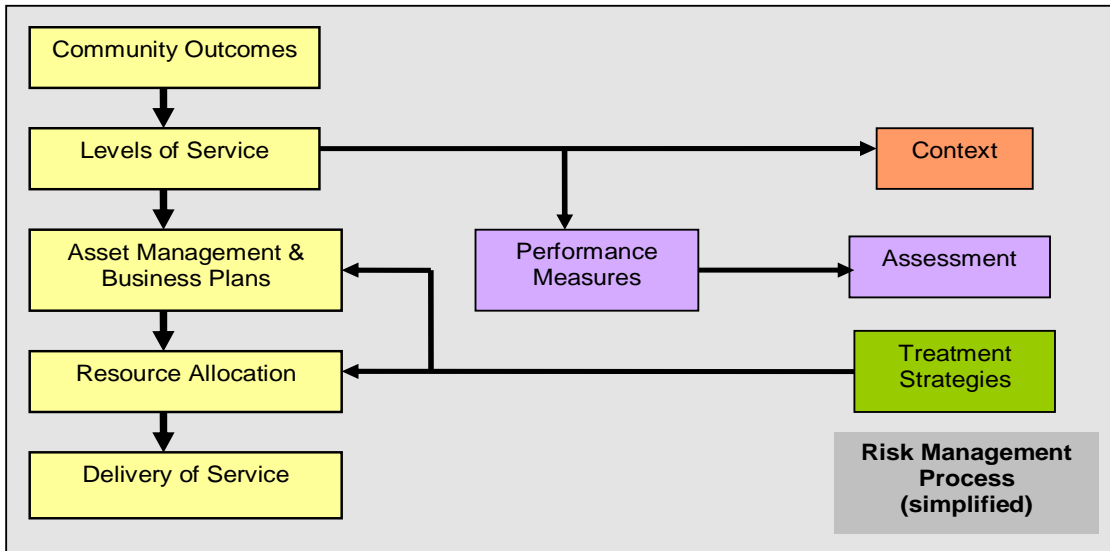 Community Outcomes
Levels of Service
Context
Asset Management &
Business Plans
Performance
Measures
Assessment
Resource Allocation
Treatment
Strategies
Delivery of Service
Risk Management
Process
(simplified)